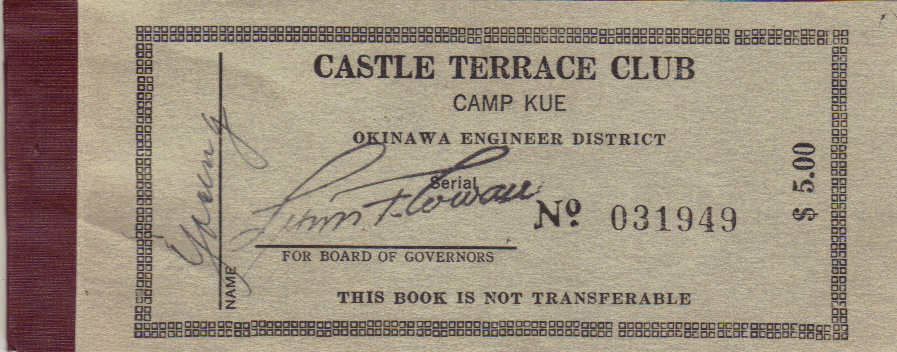 CASTLE TERRACE CLUB
CAMP KUE
OKINAWA ENGINEER DISTRICT
Serial
Nº 031949
FOR BOARD OF GOVERNORS
THIS BOOK IS NOT TRANSFERABLE
NAME
Young
$ 5.00